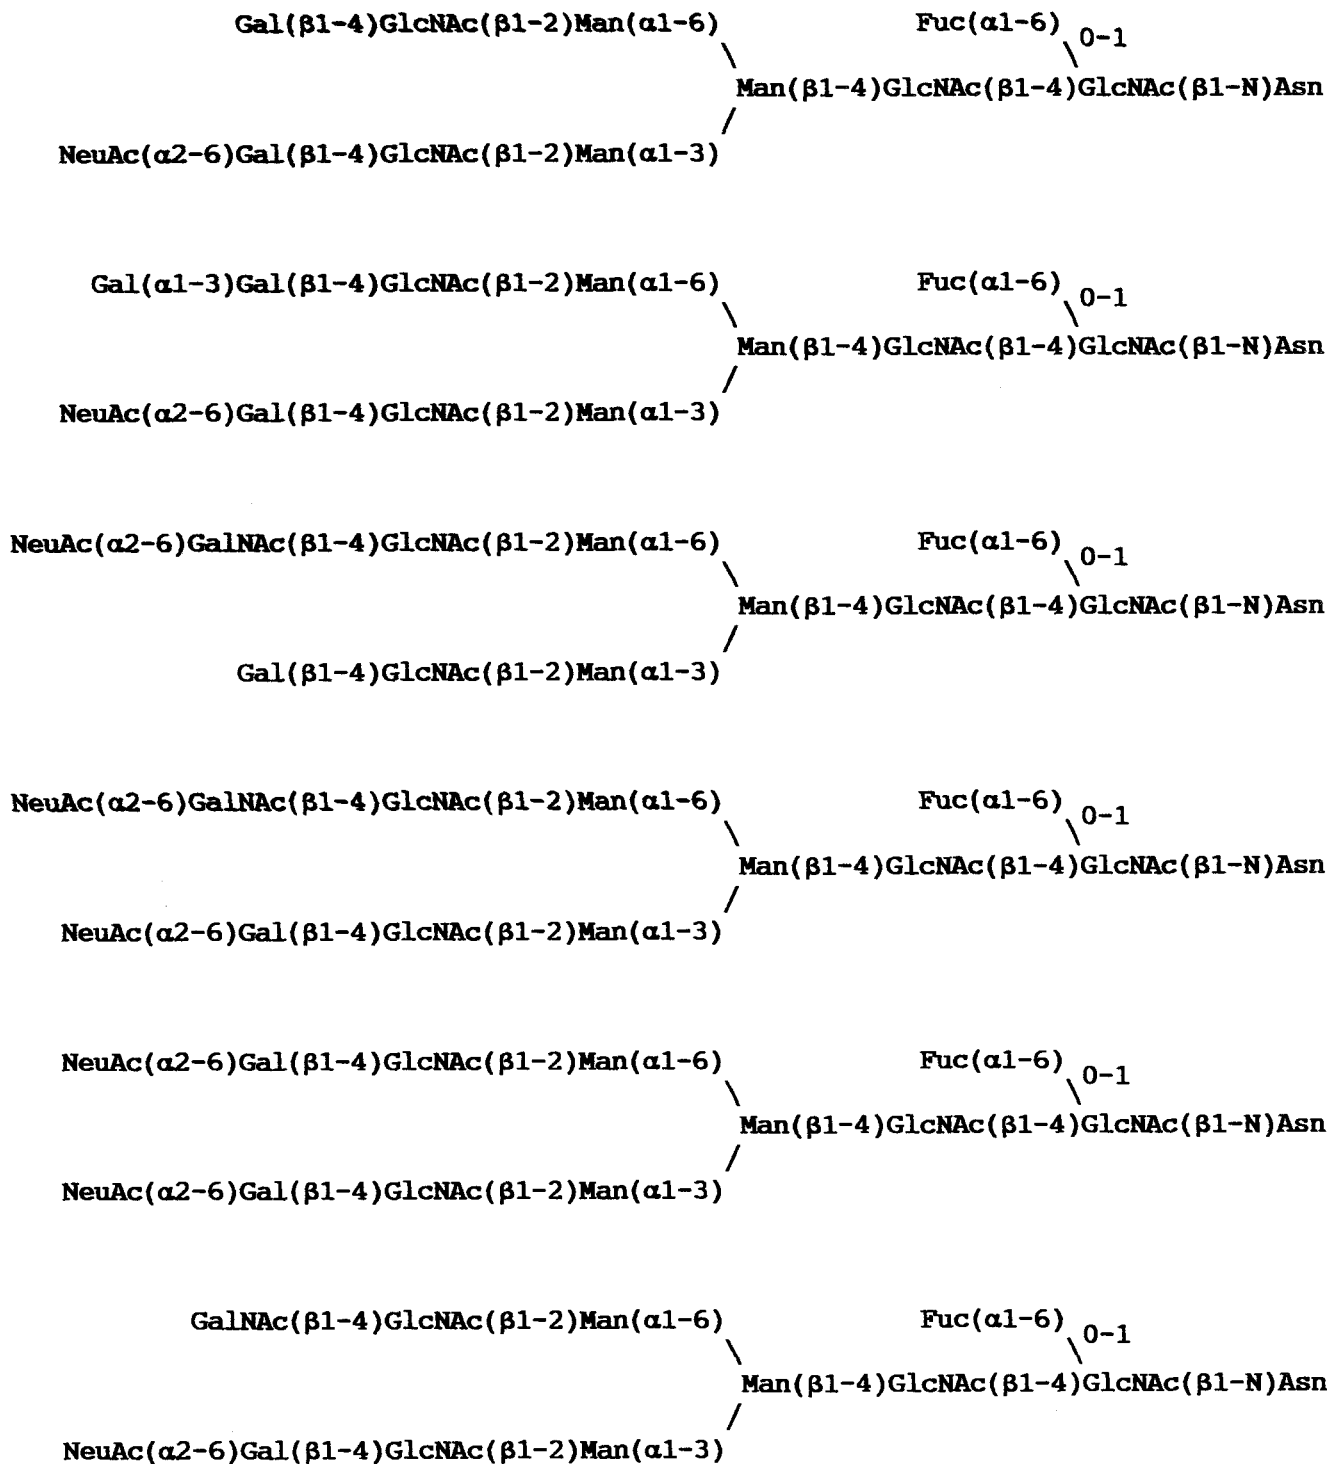 Gal(β1-4)GlcNAc(β1-2)Man(α1-6) Fuc(α1-6) 0-1
Man(β1-4)GlcNAc(β1-4)GlcNAc(β1-N)Asn
NeuAc(α2-6)Gal(β1-4)GlcNAc(β1-2)Man(α1-3)
Gal(α1-3)Gal(β1-4)GlcNAc(β1-2)Man(α1-6) Fuc(α1-6) 0-1
Man(β1-4)GlcNAc(β1-4)GlcNAc(β1-N)Asn
NeuAc(α2-6)Gal(β1-4)GlcNAc(β1-2)Man(α1-3)
NeuAc(α2-6)GalNAc(β1-4)GlcNAc(β1-2)Man(α1-6) Fuc(α1-6) 0-1
Man(β1-4)GlcNAc(β1-4)GlcNAc(β1-N)Asn
Gal(β1-4)GlcNAc(β1-2)Man(α1-3)
NeuAc(α2-6)GalNAc(β1-4)GlcNAc(β1-2)Man(α1-6) Fuc(α1-6) 0-1
Man(β1-4)GlcNAc(β1-4)GlcNAc(β1-N)Asn
NeuAc(α2-6)Gal(β1-4)GlcNAc(β1-2)Man(α1-3)
NeuAc(α2-6)Gal(β1-4)GlcNAc(β1-2)Man(α1-6) Fuc(α1-6) 0-1
Man(β1-4)GlcNAc(β1-4)GlcNAc(β1-N)Asn
NeuAc(α2-6)Gal(β1-4)GlcNAc(β1-2)Man(α1-3)
GalNAc(β1-4)GlcNAc(β1-2)Man(α1-6) Fuc(α1-6) 0-1
Man(β1-4)GlcNAc(β1-4)GlcNAc(β1-N)Asn
NeuAc(α2-6)Gal(β1-4)GlcNAc(β1-2)Man(α1-3)